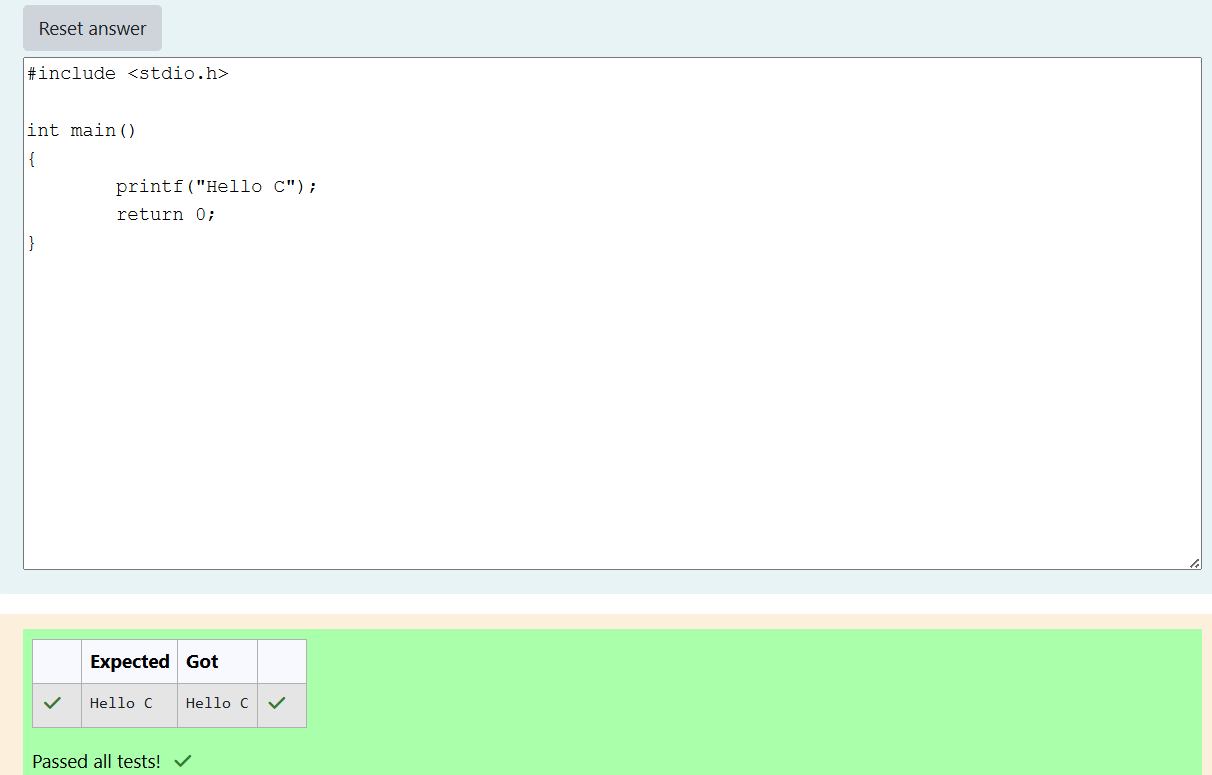 Reset answer
#include <stdio.h>
int main()
{
        printf("Hello C");
        return 0;
}
Expected Got
Hello C Hello C
Passed all tests!